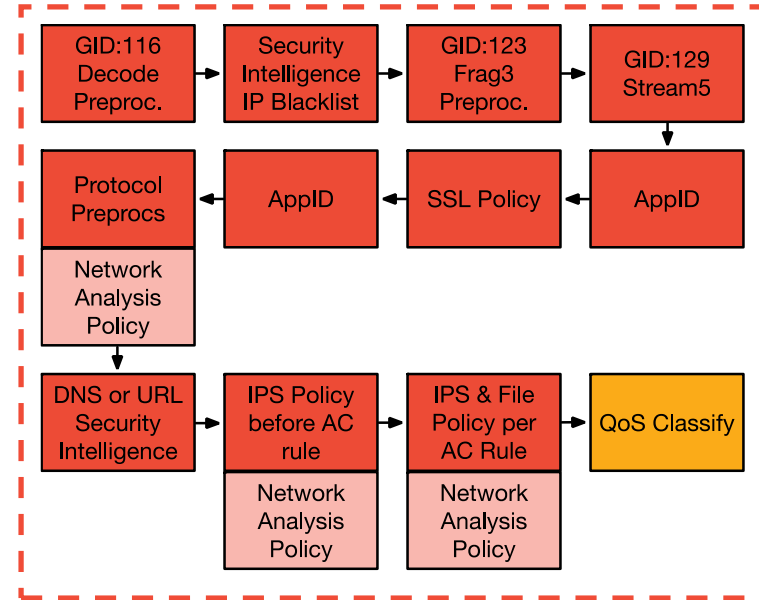 GID:116
Decode
Preproc.
Security
Intelligence
IP Blacklist
GID:123
Frag3
Preproc.
GID:129
Stream5
AppID
SSL Policy
AppID
Protocol
Preprocs
Network
Analysis
Policy
DNS or URL
Security
Intelligence
IPS Policy
before AC
rule
Network
Analysis
Policy
IPS & File
Policy per
AC Rule
Network
Analysis
Policy
QoS Classify